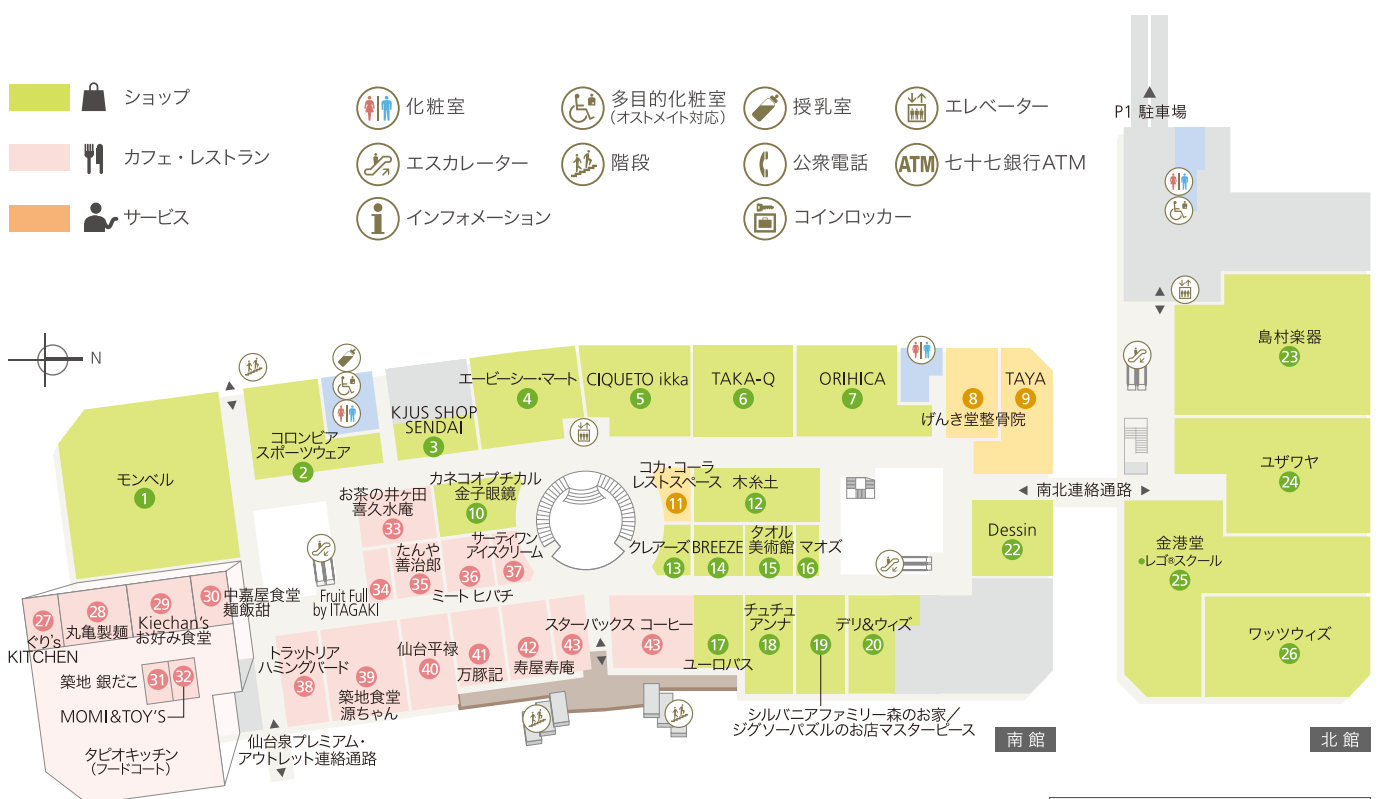 ショップ
カフェ・レストラン
サービス
化粧室
エスカレーター
インフォメーション
多目的化粧室
(オストメイト対応)
階段
授乳室
公衆電話
コインロッカー
エレベーター
ATM 七十七銀行ATM
P1 駐車場
N
モンベル
1
コロンビア
スポーツウェア
2
KJUS SHOP
SENDAI
3
エービーシー・マート
4
CIQUETO ikka
5
TAKA-Q
6
ORIHICA
7
8
げんき堂整骨院
TAYA
9
カネコオプチカル
金子眼鏡
10
コカ・コーラ
レストスペース
11
木糸土
12
クレアーズ
13
BREEZE
14
タオル
美術館
15
マオズ
16
17
ユーロバス
チュチュ
アンナ
18
19
シルバニアファミリー森のお家/
ジグソーパズルのお店マスターピース
デリ&ウィズ
20
Dessin
22
南北連絡通路
島村楽器
23
ユザワヤ
24
金港堂
レゴ®スクール
25
ワッツウィズ
26
27
ぐり's
KITCHEN
28
丸亀製麺
29
Kiechan's
お好み食堂
30
中嘉屋食堂
麺飯甜
築地 銀だこ
31
32
MOMI&TOY'S
タピオキッチン
(フードコート)
お茶の井ヶ田
喜久水庵
33
34
Fruit Full
by ITAGAKI
たんや
善治郎
35
36
ミート ヒバチ
サーティワン
アイスクリーム
37
トラットリア
ハミングバード
38
39
築地食堂
源ちゃん
仙台平禄
40
41
万豚記
42
寿屋寿庵
スターバックス コーヒー
43
43
仙台泉プレミアム・
アウトレット連絡通路
南館
北館